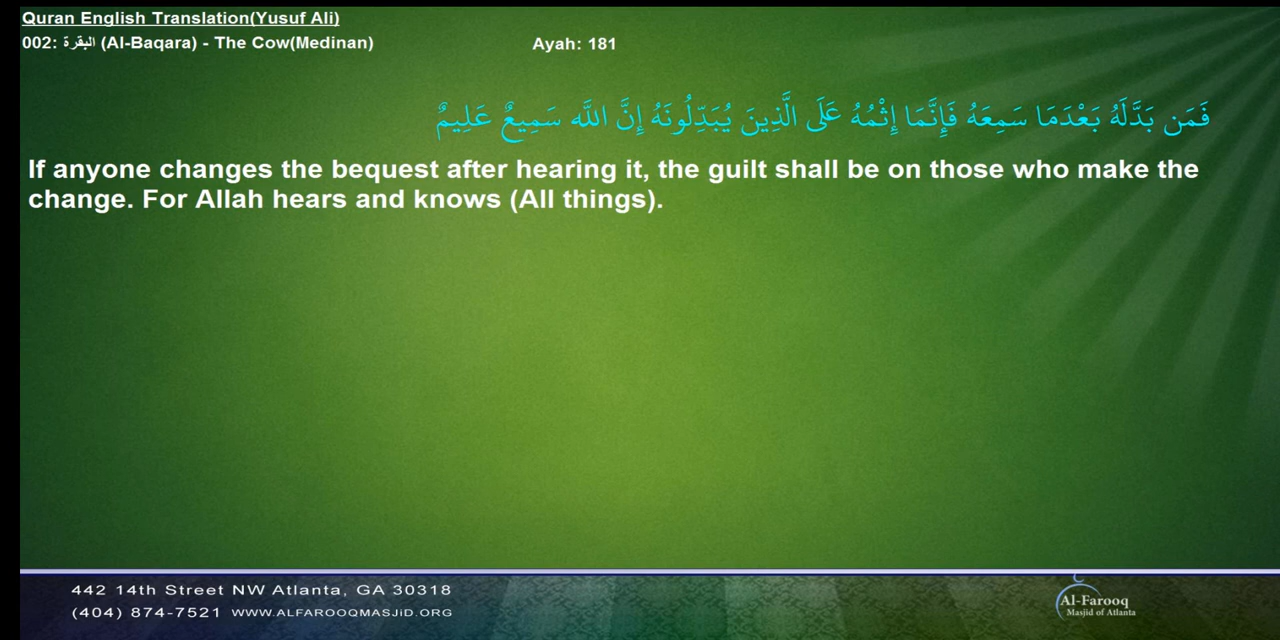 Quran English Translation(Yusuf Ali)
002: البقرة (Al-Baqara) - The Cow(Medinan)
Ayah: 181
فَمَن بَدَّلَهُ بَعْدَمَا سَمِعَهُ فَإِنَّمَا إِثْمُهُ عَلَى الَّذِينَ يُبَدِّلُونَهُ إِنَّ اللَّه سَمِيعٌ عَلِيمٌ
If anyone changes the bequest after hearing it, the guilt shall be on those who make the
change. For Allah hears and knows (All things).
442 14th Street NW Atlanta, GA 30318
(404) 874-7521 WWW.ALFAROOQMASJiD.ORG
Al-Farooq
Masjid of Atlanta